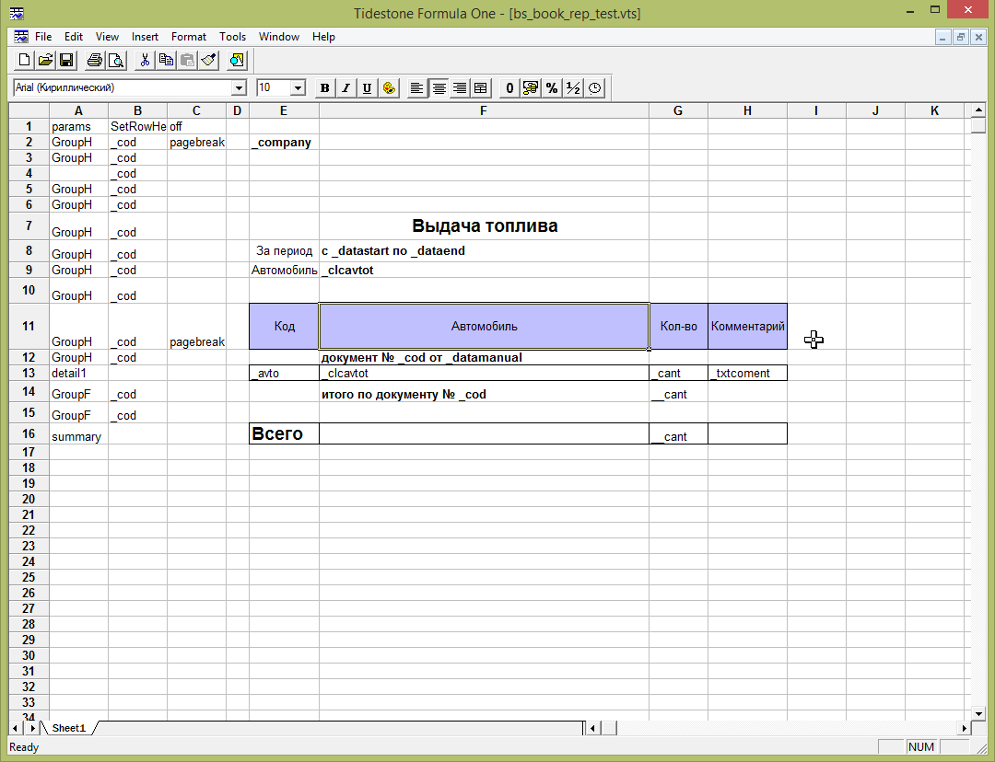 Tidestone Formula One - [bs_book_rep_test.vts]
File Edit View Insert Format Tools Window Help
Arial (Кириллический) 10 B I U 0 % ½
A B C D E F G H I J K
1 params SetRowHe off
2 GroupH _cod pagebreak _company
3 GroupH _cod
4 _cod
5 GroupH _cod
6 GroupH _cod
7 GroupH _cod Выдача топлива
8 GroupH _cod За период с _datastart по _dataend
9 GroupH _cod Автомобиль _clcavtot
10 GroupH _cod
11 GroupH _cod pagebreak Код Автомобиль Кол-во Комментарий
12 GroupH _cod документ № _cod от _datamanual
13 detail1 _avto _clcavtot _cant _txtcoment
14 GroupF _cod итого по документу № _cod __cant
15 GroupF _cod
16 summary Всего __cant
17
18
19
20
21
22
23
24
25
26
27
28
29
30
31
32
33
34
Sheet1
Ready NUM